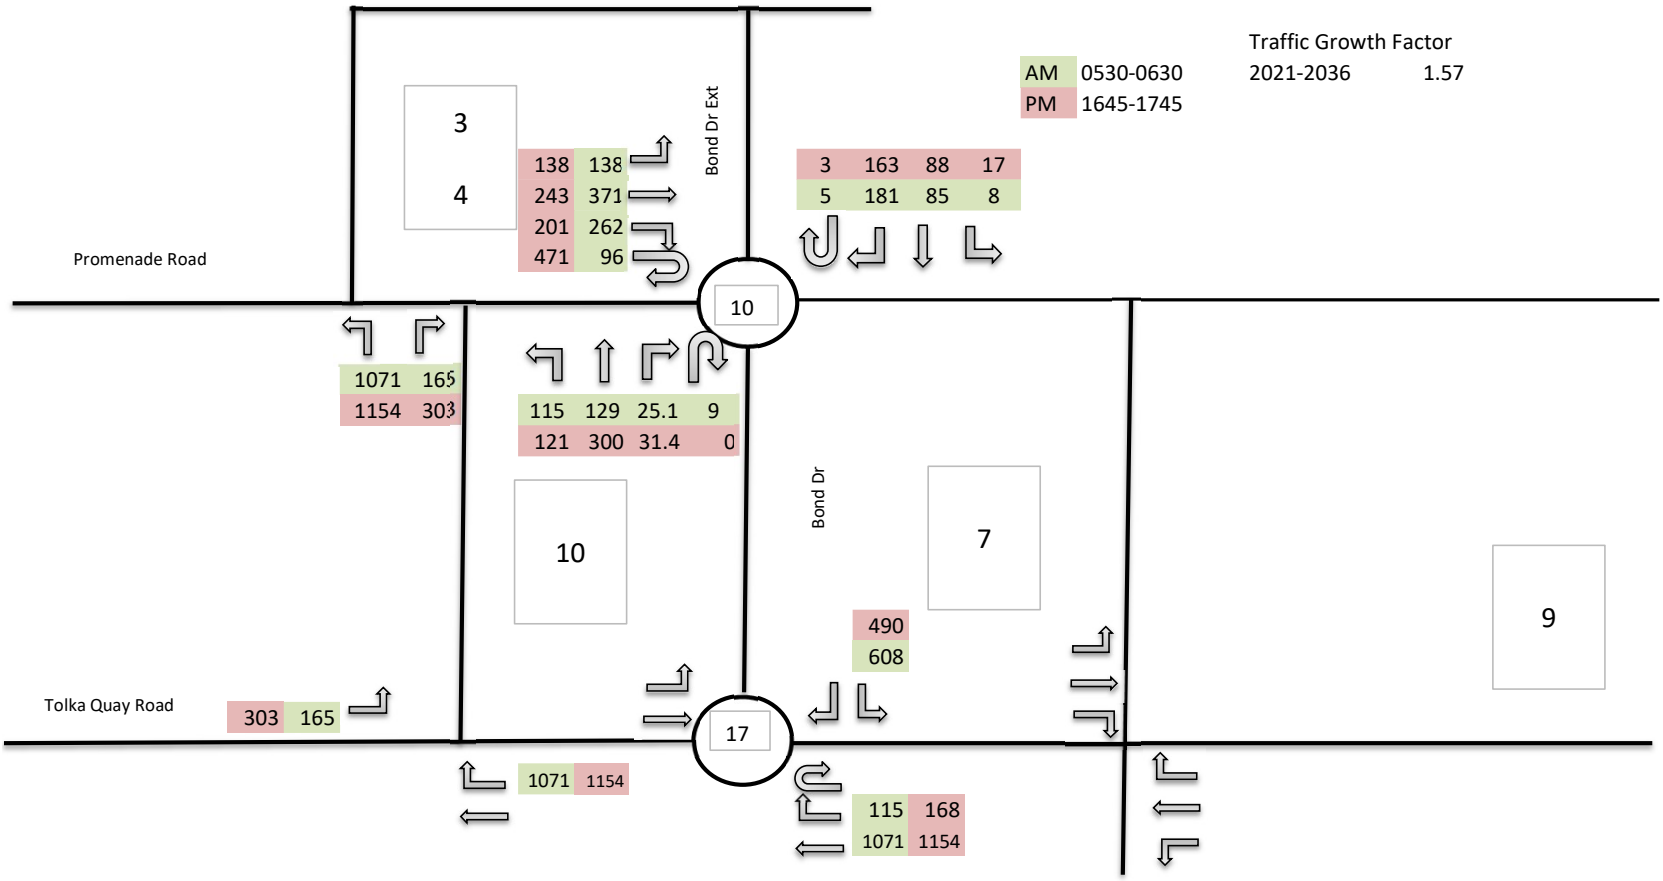 Traffic Growth Factor
AM 0530-0630 2021-2036 1.57
PM 1645-1745
Bond Dr Ext
3
4
138 138
243 371
201 262
471 96
3 163 88 17
5 181 85 8
Promenade Road
10
1071 165
1154 303
115 129 25.1 9
121 300 31.4 0
Bond Dr
10
7
9
490
608
Tolka Quay Road
303 165
17
1071 1154
115 168
1071 1154